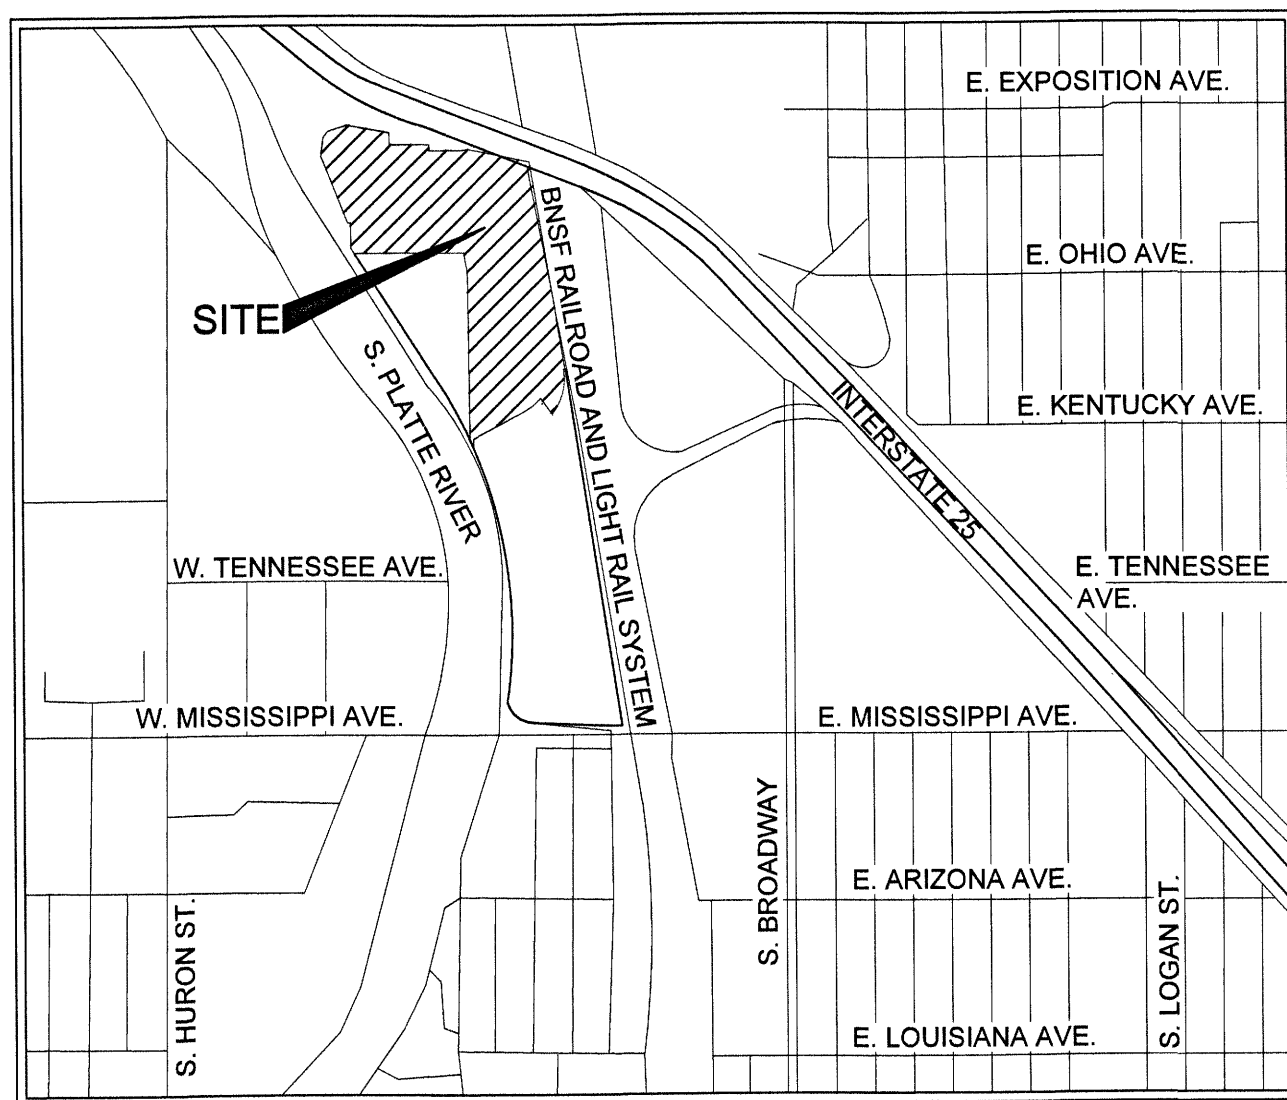 E. EXPOSITION AVE.
E. OHIO AVE.
SITE
BNSF RAILROAD AND LIGHT RAIL SYSTEM
S. PLATTE RIVER
INTERSTATE 25
E. KENTUCKY AVE.
W. TENNESSEE AVE.
E. TENNESSEE
AVE.
W. MISSISSIPPI AVE.
E. MISSISSIPPI AVE.
S. BROADWAY
E. ARIZONA AVE.
S. HURON ST.
S. LOGAN ST.
E. LOUISIANA AVE.